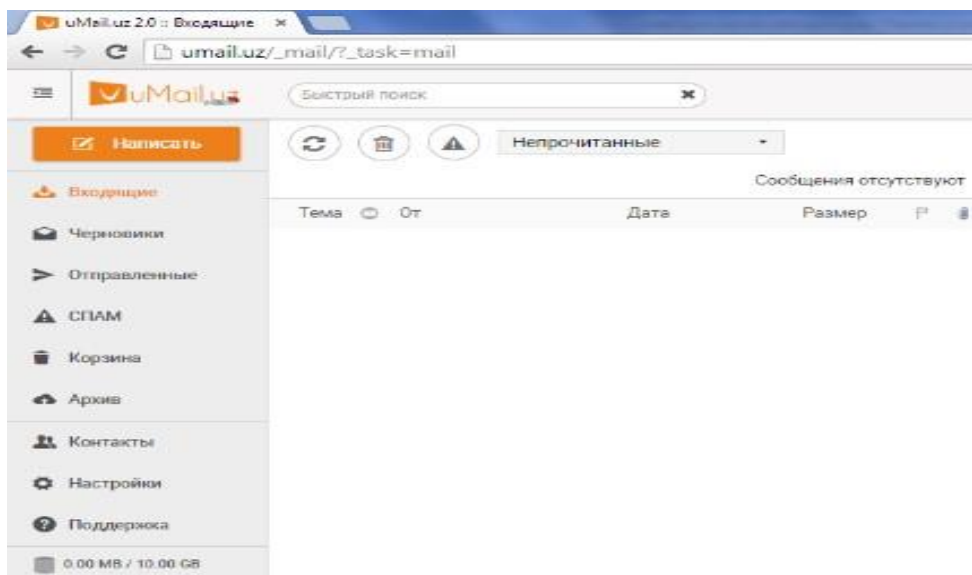 uMail.uz 2.0 :: Входящие
umail.uz/_mail/?_task=mail
uMail.uz
Быстрый поиск
Написать
Непрочитанные
Сообщения отсутствуют
Входящие
Тема От Дата Размер
Черновики
Отправленные
СПАМ
Корзина
Архив
Контакты
Настройки
Поддержка
0.00 MB / 10.00 GB